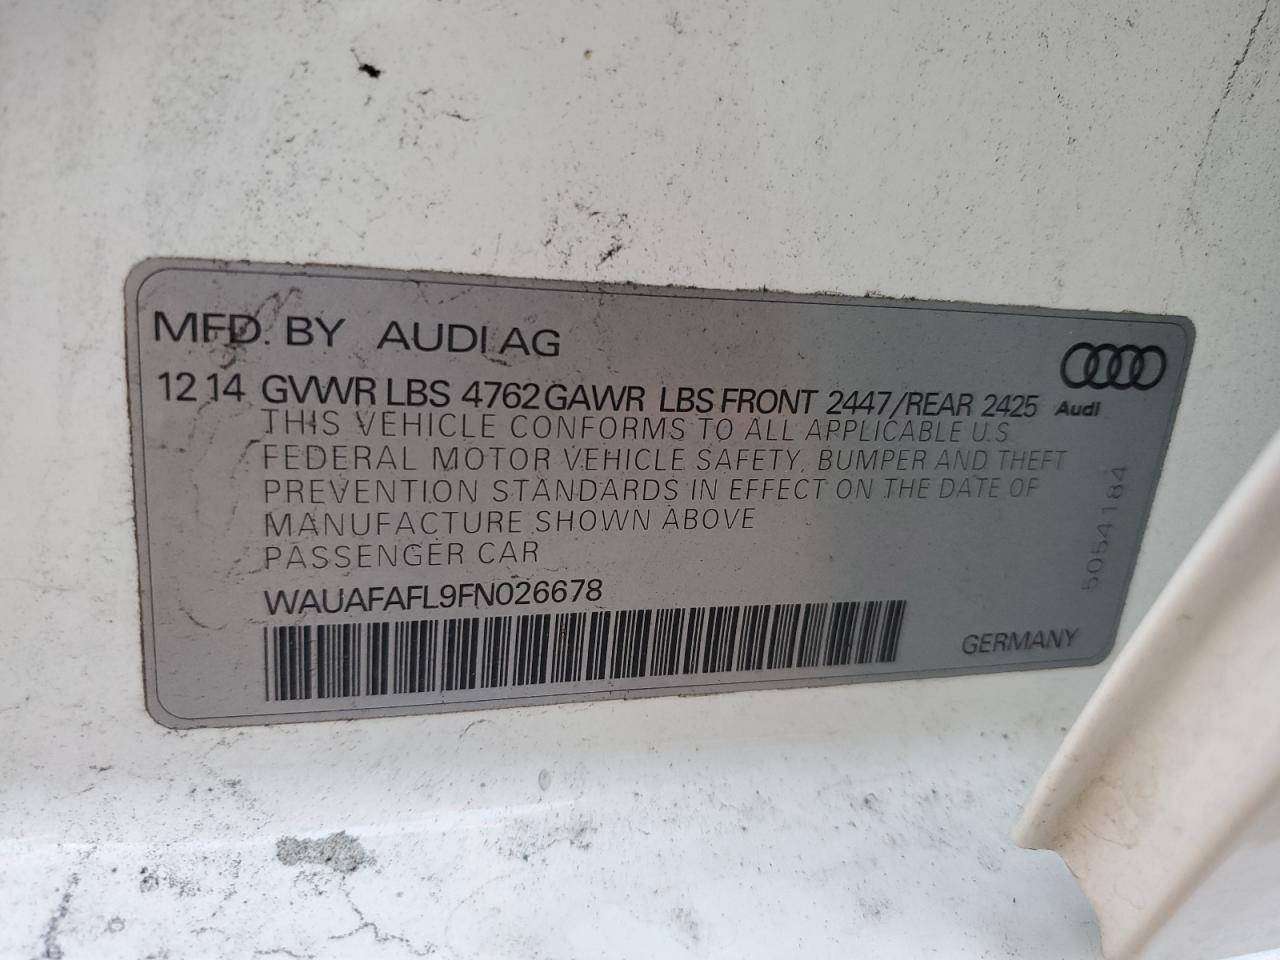 MFD. BY AUDI AG
12 14 GVWR LBS 4762 GAWR LBS FRONT 2447/REAR 2425
Audi
THIS VEHICLE CONFORMS TO ALL APPLICABLE U.S
FEDERAL MOTOR VEHICLE SAFETY, BUMPER AND THEFT
PREVENTION STANDARDS IN EFFECT ON THE DATE OF
MANUFACTURE SHOWN ABOVE
PASSENGER CAR
WAUAFAFL9FN026678
GERMANY
5054184